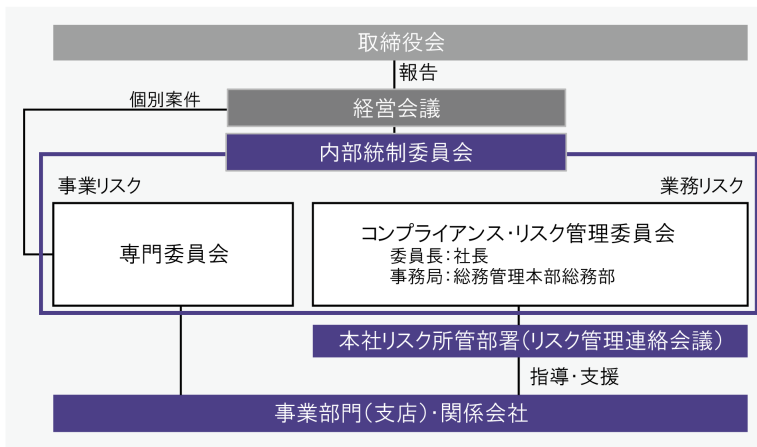 取締役会
報告
個別案件
経営会議
内部統制委員会
事業リスク
業務リスク
専門委員会
コンプライアンス・リスク管理委員会
委員長：社長
事務局：総務管理本部総務部
本社リスク所管部署（リスク管理連絡会議）
指導・支援
事業部門（支店）・関係会社